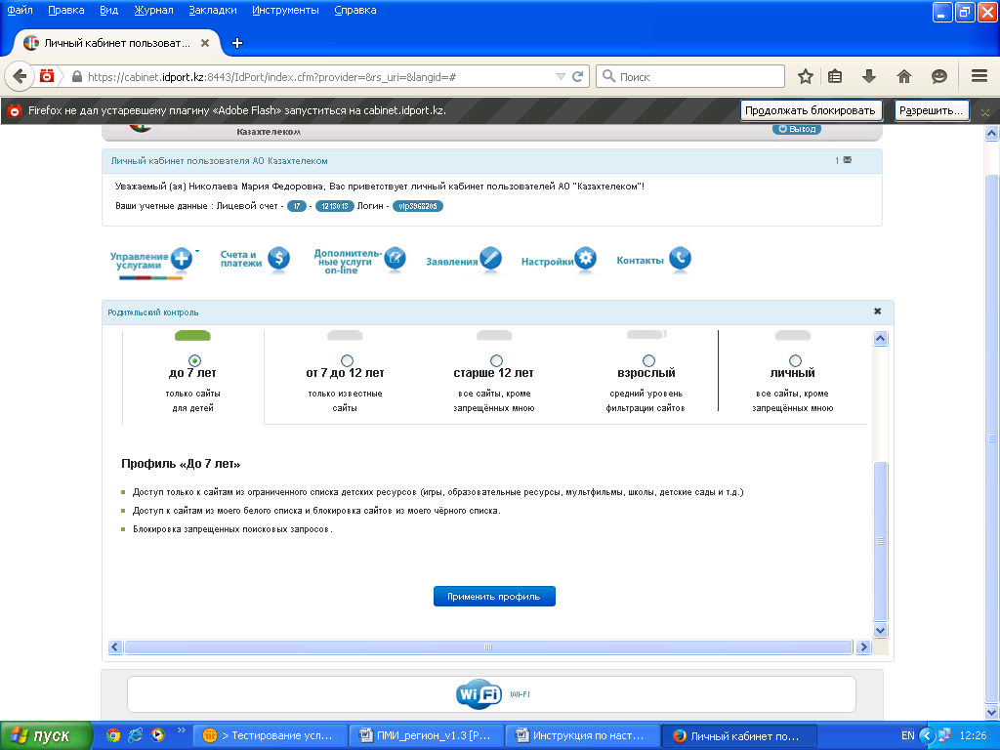 Файл Правка Вид Журнал Закладки Инструменты Справка
Личный кабинет пользоват...
https://cabinet.idport.kz:8443/IdPort/index.cfm?provider=&rs_uri=&langid=#
Поиск
Firefox не дал устаревшему плагину «Adobe Flash» запуститься на cabinet.idport.kz.
Продолжать блокировать
Разрешить...
Казахтелеком
Выход
Личный кабинет пользователя АО Казахтелеком
1
Уважаемый (ая) Николаева Мария Федоровна, Вас приветствует личный кабинет пользователей АО "Казахтелеком"!
Ваши учетные данные : Лицевой счет - 17 - 1213013 Логин - vip3963205
Управление
услугами
Счета и
платежи
Дополнитель-
ные услуги
on-line
Заявления
Настройки
Контакты
Родительский контроль
до 7 лет
только сайты
для детей
от 7 до 12 лет
только известные
сайты
старше 12 лет
все сайты, кроме
запрещённых мною
взрослый
средний уровень
фильтрации сайтов
личный
все сайты, кроме
запрещённых мною
Профиль «До 7 лет»
Доступ только к сайтам из ограниченного списка детских ресурсов (игры, образовательные ресурсы, мультфильмы, школы, детские сады и т.д.)
Доступ к сайтам из моего белого списка и блокировка сайтов из моего чёрного списка.
Блокировка запрещенных поисковых запросов.
Применить профиль
WiFi
WI-FI
пуск
> Тестирование усл...
ПМИ_регион_v1.3 [Р...
Инструкция по наст...
Личный кабинет по...
EN
12:26